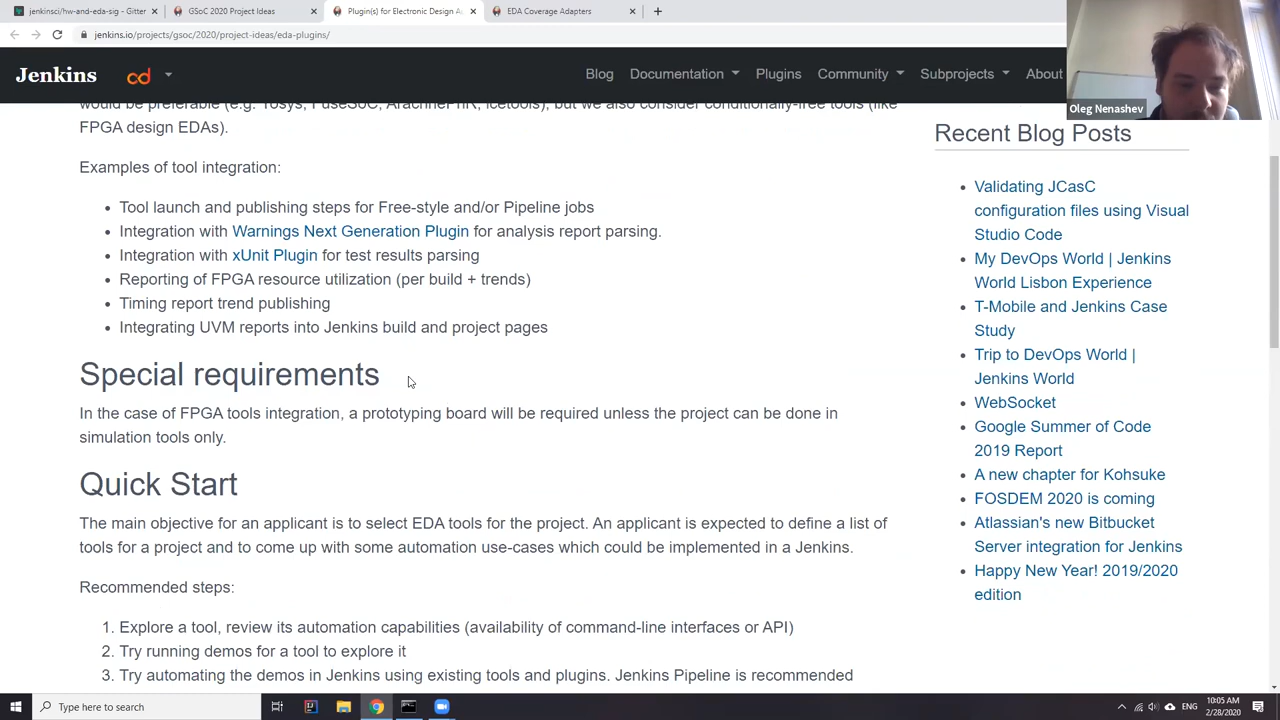 jenkinsci/hw-and-eda-sig - Gitter
GSoC 2020 Project Ideas
Plugin(s) for Electronic Design A
EDA Coverage Adapters
jenkins.io/projects/gsoc/2020/project-ideas/eda-plugins/
Jenkins
cd
Blog
Documentation
Plugins
Community
Subprojects
About
Oleg Nenashev
would be preferable (e.g. Yosys, FuseSoC, ArachnePnR, icetools), but we also consider conditionally-free tools (like
FPGA design EDAs).
Examples of tool integration:
Tool launch and publishing steps for Free-style and/or Pipeline jobs
Integration with Warnings Next Generation Plugin for analysis report parsing.
Integration with xUnit Plugin for test results parsing
Reporting of FPGA resource utilization (per build + trends)
Timing report trend publishing
Integrating UVM reports into Jenkins build and project pages
Special requirements
In the case of FPGA tools integration, a prototyping board will be required unless the project can be done in
simulation tools only.
Quick Start
The main objective for an applicant is to select EDA tools for the project. An applicant is expected to define a list of
tools for a project and to come up with some automation use-cases which could be implemented in a Jenkins.
Recommended steps:
1. Explore a tool, review its automation capabilities (availability of command-line interfaces or API)
2. Try running demos for a tool to explore it
3. Try automating the demos in Jenkins using existing tools and plugins. Jenkins Pipeline is recommended
Recent Blog Posts
Validating JCasC
configuration files using Visual
Studio Code
My DevOps World | Jenkins
World Lisbon Experience
T-Mobile and Jenkins Case
Study
Trip to DevOps World |
Jenkins World
WebSocket
Google Summer of Code
2019 Report
A new chapter for Kohsuke
FOSDEM 2020 is coming
Atlassian's new Bitbucket
Server integration for Jenkins
Happy New Year! 2019/2020
edition
Type here to search
ENG
10:05 AM
2/28/2020